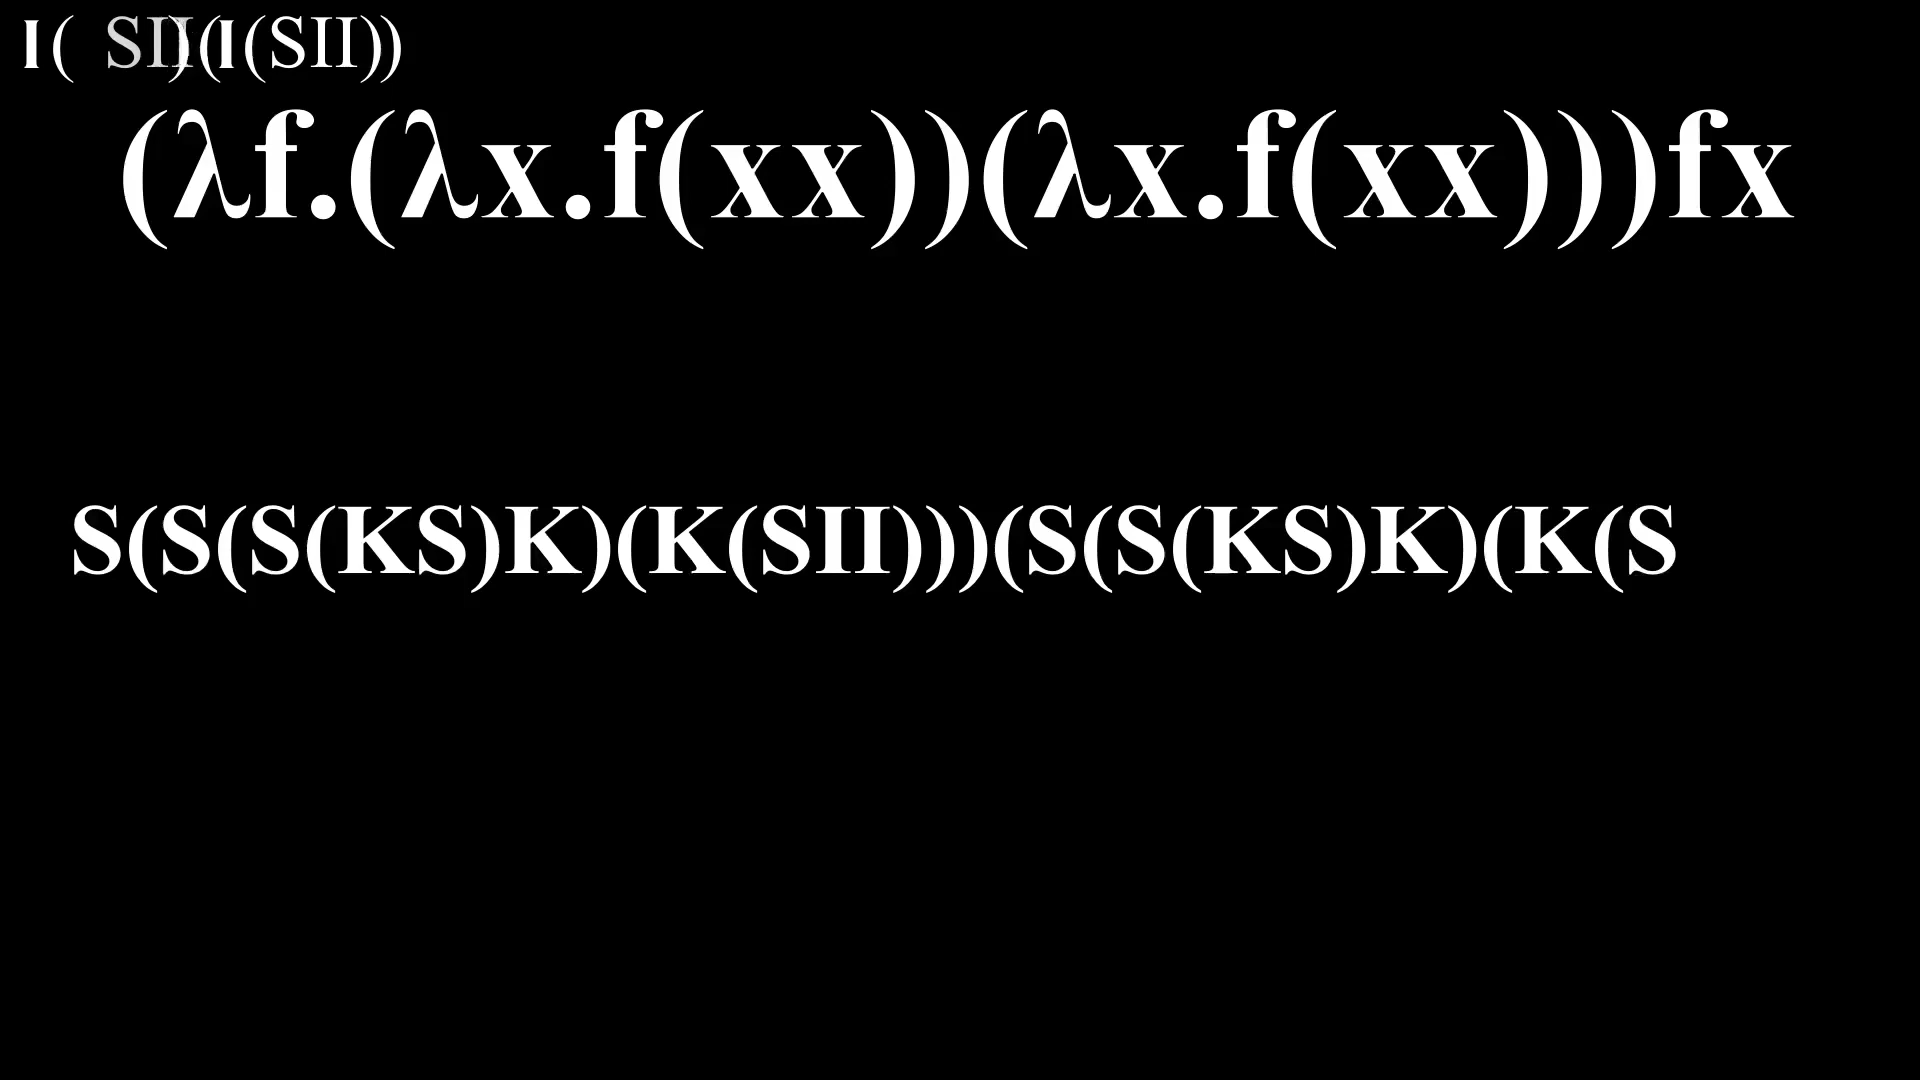 I( SII)(I(SII))
(λf.(λx.f(xx))(λx.f(xx)))fx
S(S(S(KS)K)(K(SII)))(S(S(KS)K)(K(S